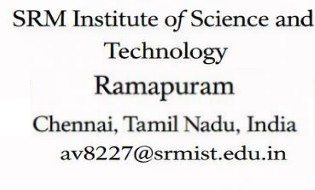 SRM Institute of Science and
Technology
Ramapuram
Chennai, Tamil Nadu, India
av8227@srmist.edu.in